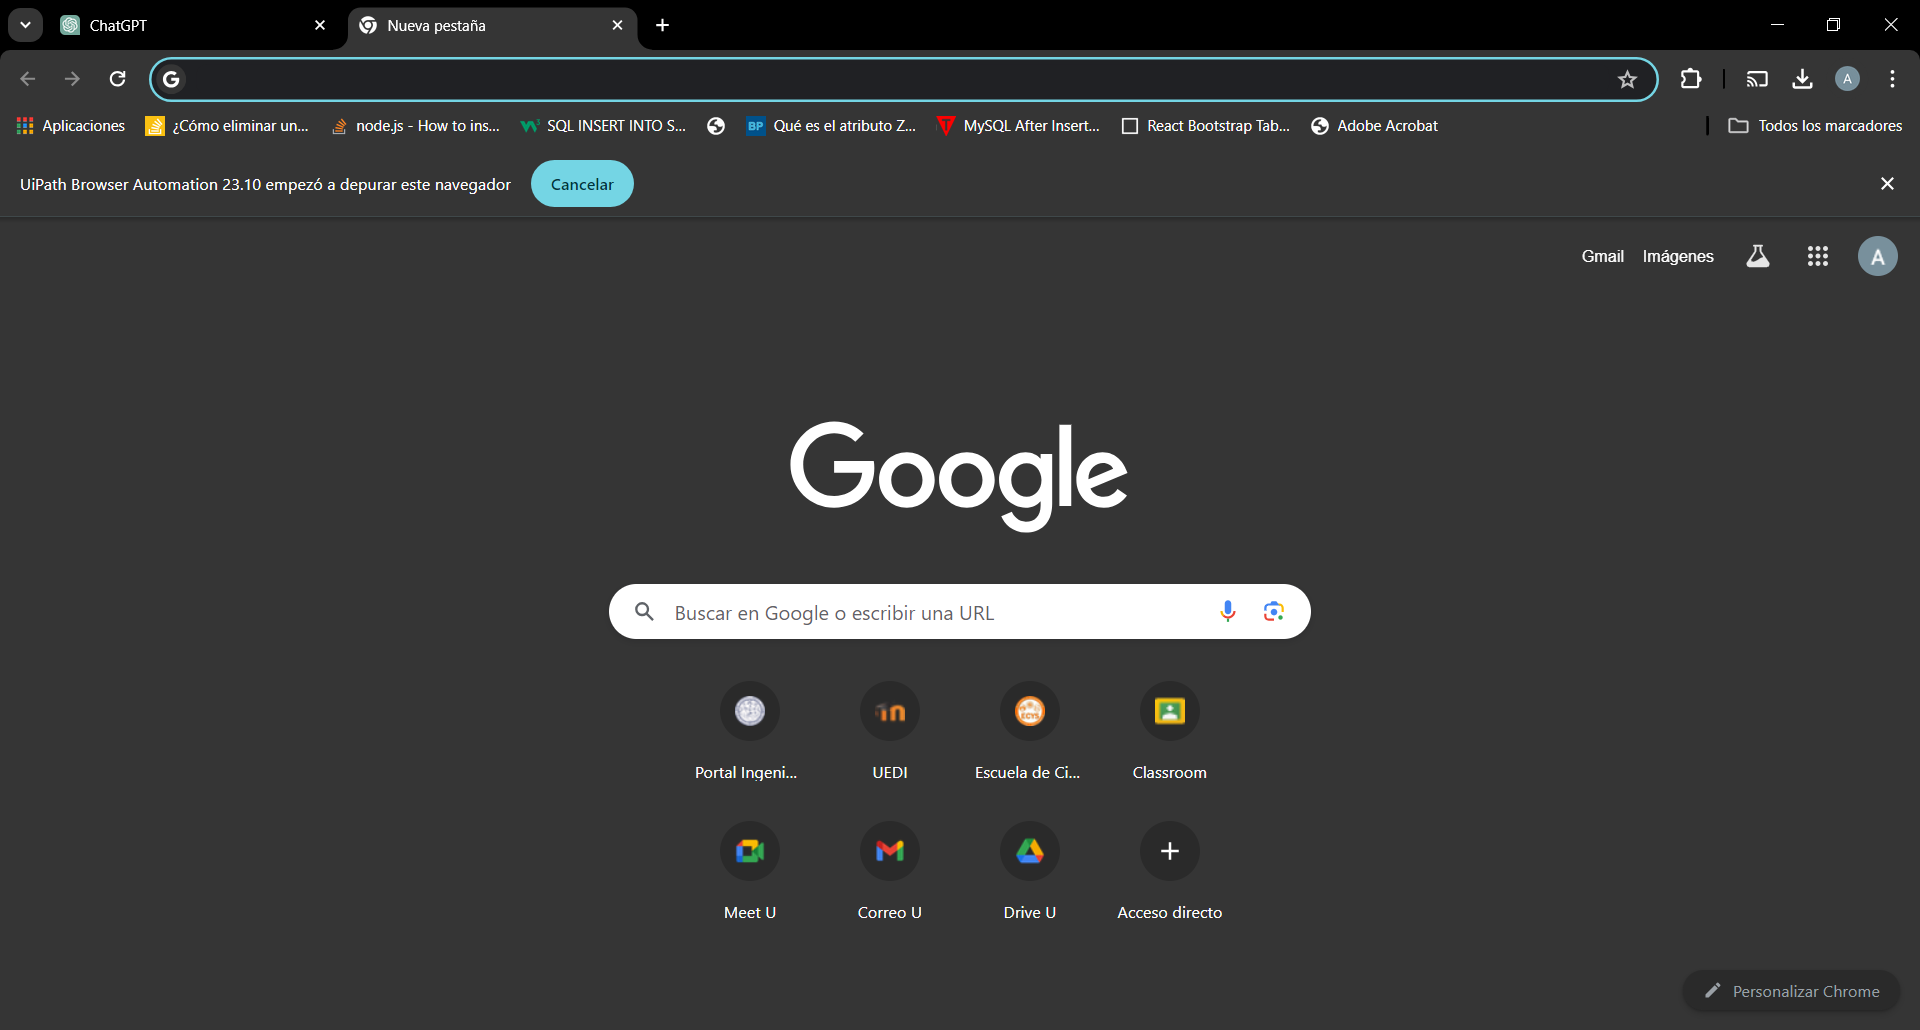 ChatGPT
Nueva pestaña
G
A
Aplicaciones
¿Cómo eliminar un...
node.js - How to ins...
SQL INSERT INTO S...
BP Qué es el atributo Z...
MySQL After Insert...
React Bootstrap Tab...
Adobe Acrobat
Todos los marcadores
UiPath Browser Automation 23.10 empezó a depurar este navegador
Cancelar
Gmail
Imágenes
A
Google
Buscar en Google o escribir una URL
Portal Ingeni...
UEDI
Escuela de Ci...
Classroom
Meet U
Correo U
Drive U
Acceso directo
Personalizar Chrome